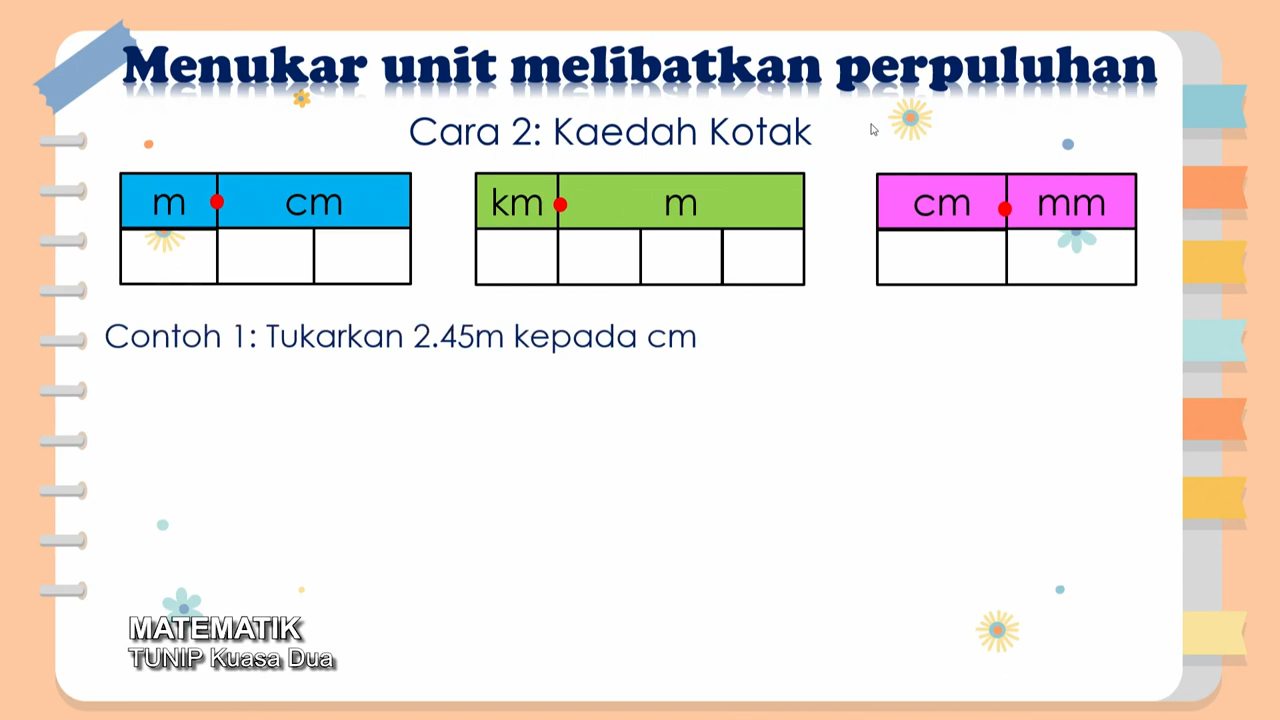 Menukar unit melibatkan perpuluhan
Cara 2: Kaedah Kotak
m cm
km m
cm mm
Contoh 1: Tukarkan 2.45m kepada cm
MATEMATIK
TUNIP Kuasa Dua